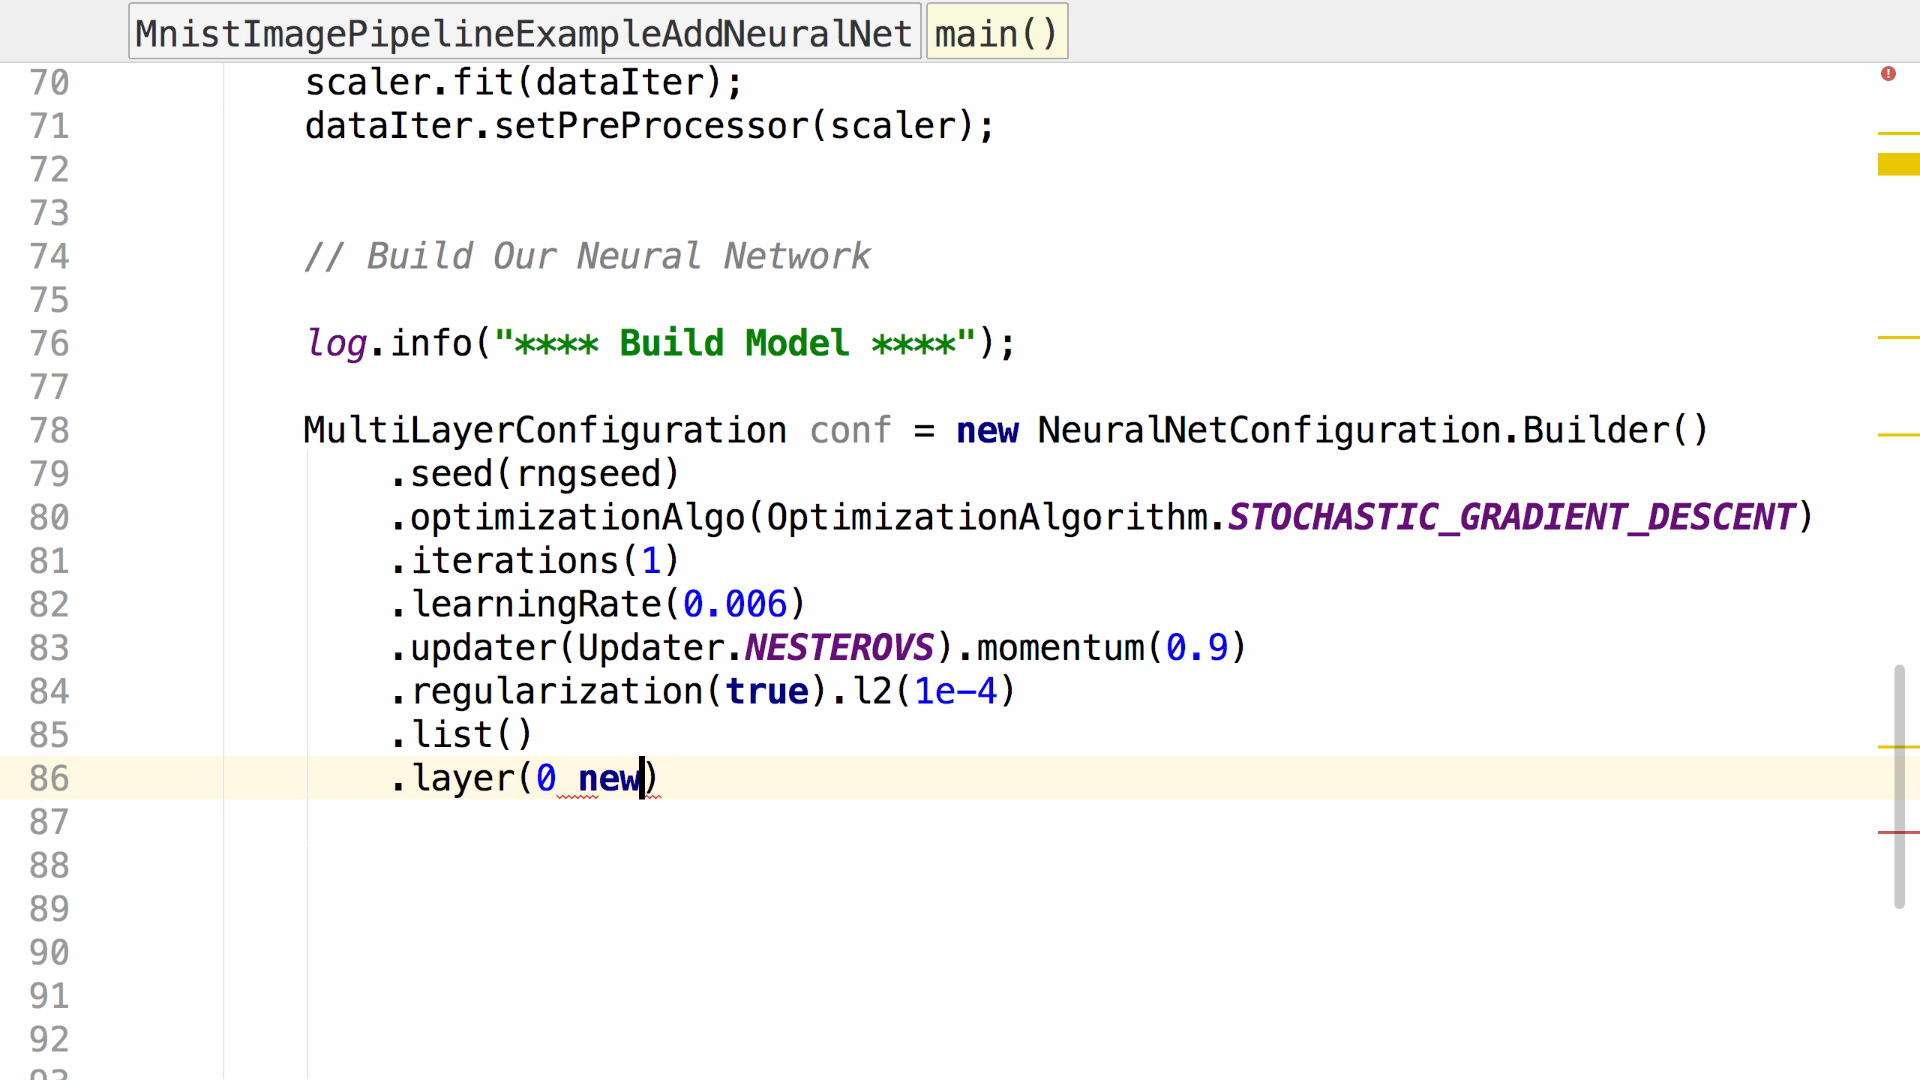 MnistImagePipelineExampleAddNeuralNet main()
70 scaler.fit(dataIter);
71 dataIter.setPreProcessor(scaler);
72
73
74 // Build Our Neural Network
75
76 log.info("**** Build Model ****");
77
78 MultiLayerConfiguration conf = new NeuralNetConfiguration.Builder()
79 .seed(rngseed)
80 .optimizationAlgo(OptimizationAlgorithm.STOCHASTIC_GRADIENT_DESCENT)
81 .iterations(1)
82 .learningRate(0.006)
83 .updater(Updater.NESTEROVS).momentum(0.9)
84 .regularization(true).l2(1e-4)
85 .list()
86 .layer(0 new)
87
88
89
90
91
92